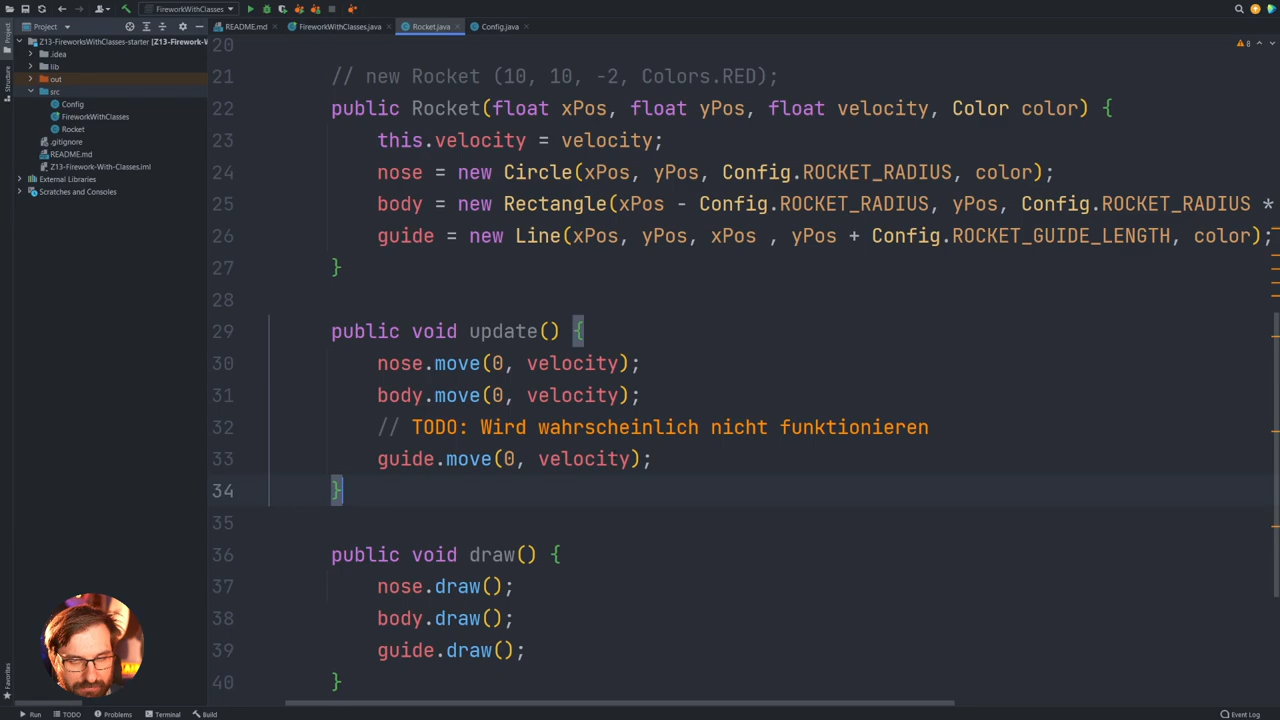 FireworkWithClasses
README.md
FireworkWithClasses.java
Rocket.java
Config.java
Project
Z13-FireworksWithClasses-starter [Z13-Firework-W
.idea
lib
out
src
Config
FireworkWithClasses
Rocket
.gitignore
README.md
Z13-Firework-With-Classes.iml
External Libraries
Scratches and Consoles
Project
Structure
Favorites
8
20
21 // new Rocket (10, 10, -2, Colors.RED);
22 public Rocket(float xPos, float yPos, float velocity, Color color) {
23 this.velocity = velocity;
24 nose = new Circle(xPos, yPos, Config.ROCKET_RADIUS, color);
25 body = new Rectangle(xPos - Config.ROCKET_RADIUS, yPos, Config.ROCKET_RADIUS *
26 guide = new Line(xPos, yPos, xPos , yPos + Config.ROCKET_GUIDE_LENGTH, color);
27 }
28
29 public void update() {
30 nose.move(0, velocity);
31 body.move(0, velocity);
32 // TODO: Wird wahrscheinlich nicht funktionieren
33 guide.move(0, velocity);
34 }
35
36 public void draw() {
37 nose.draw();
38 body.draw();
39 guide.draw();
40 }
Run TODO Problems Terminal Build
Event Log